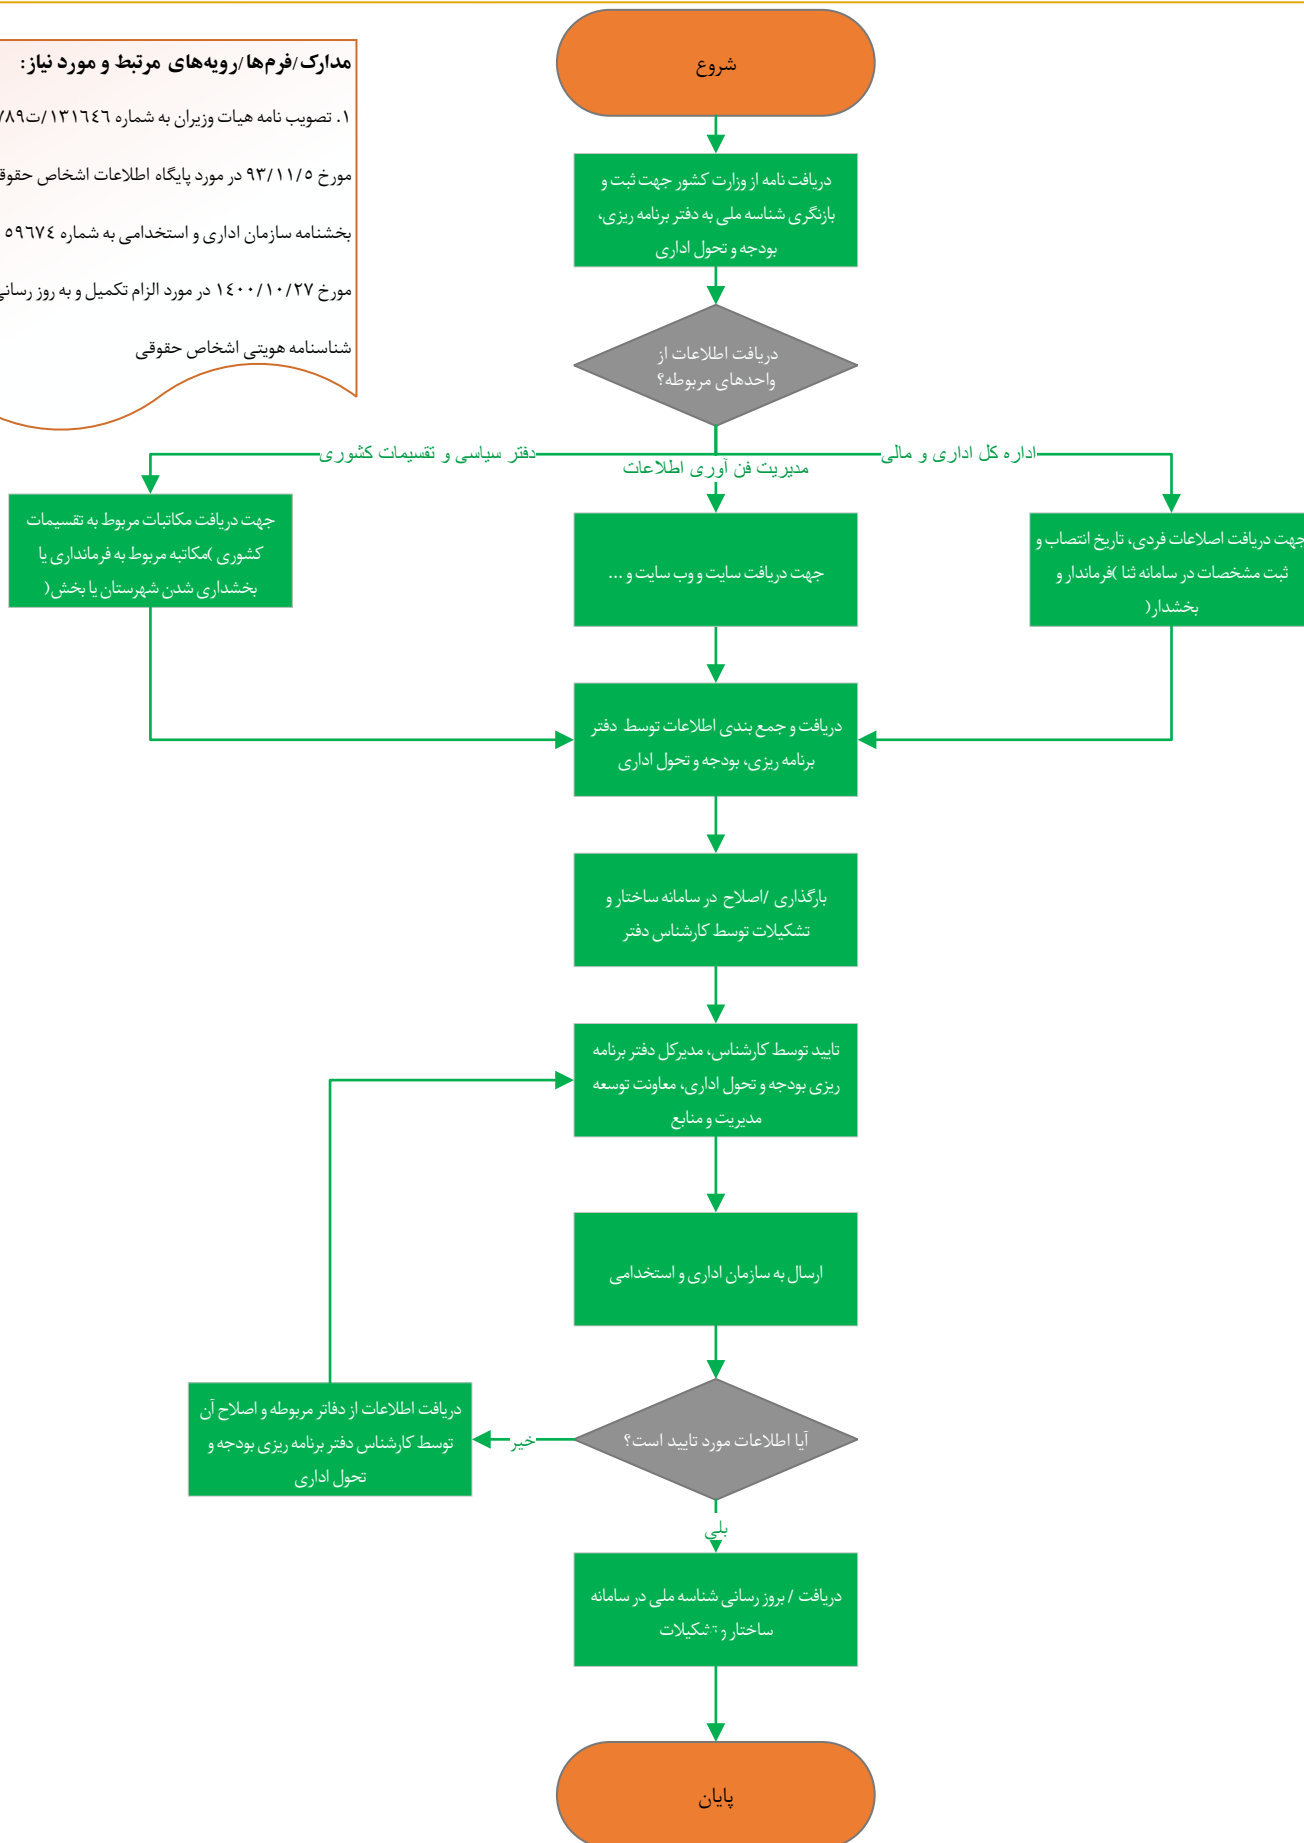 شروع
مدارک/فرم‌ها/رویه‌های مرتبط و مورد نیاز:
۱. تصویب نامه هیات وزیران به شماره ۱۳۱٦٤٦/ت۷۸۹
مورخ ۹۳/۱۱/٥ در مورد پایگاه اطلاعات اشخاص
بخشنامه سازمان اداری و استخدامی به شماره ٥۹٦۷٤
مورخ ۱٤۰۰/۱۰/۲۷ در مورد الزام تکمیل و به روز رسانی
شناسنامه هویتی اشخاص حقوقی
دریافت نامه از وزارت کشور جهت ثبت و
بازنگری شناسه ملی به دفتر برنامه ریزی،
بودجه و تحول اداری
دریافت اطلاعات از
واحدهای مربوطه؟
اداره کل اداری و مالی
مدیریت فن آوری اطلاعات
دفتر سیاسی و تقسیمات کشوری
جهت دریافت اصلاعات فردی، تاریخ انتصاب و
ثبت مشخصات در سامانه ثنا )فرماندار و
بخشدار(
جهت دریافت سایت و وب سایت و ...
جهت دریافت مکاتبات مربوط به تقسیمات
کشوری )مکاتبه مربوط به فرمانداری یا
بخشداری شدن شهرستان یا بخش(
دریافت و جمع بندی اطلاعات توسط دفتر
برنامه ریزی، بودجه و تحول اداری
بارگذاری /اصلاح در سامانه ساختار و
تشکیلات توسط کارشناس دفتر
تایید توسط کارشناس، مدیرکل دفتر برنامه
ریزی بودجه و تحول اداری، معاونت توسعه
مدیریت و منابع
ارسال به سازمان اداری و استخدامی
آیا اطلاعات مورد تایید است؟
خیر
دریافت اطلاعات از دفاتر مربوطه و اصلاح آن
توسط کارشناس دفتر برنامه ریزی بودجه و
تحول اداری
بلی
دریافت / بروز رسانی شناسه ملی در سامانه
ساختار و تشکیلات
پایان